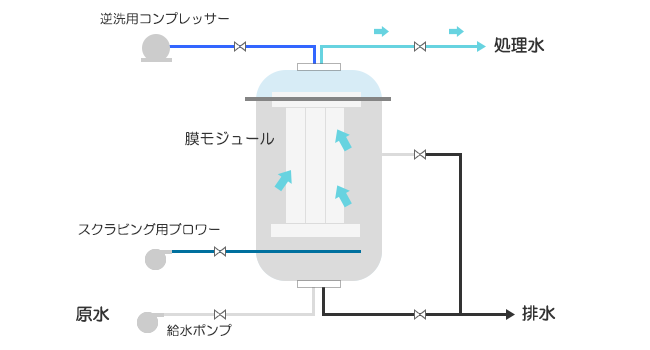 逆洗用コンプレッサー
処理水
膜モジュール
スクラビング用ブロワー
原水
給水ポンプ
排水